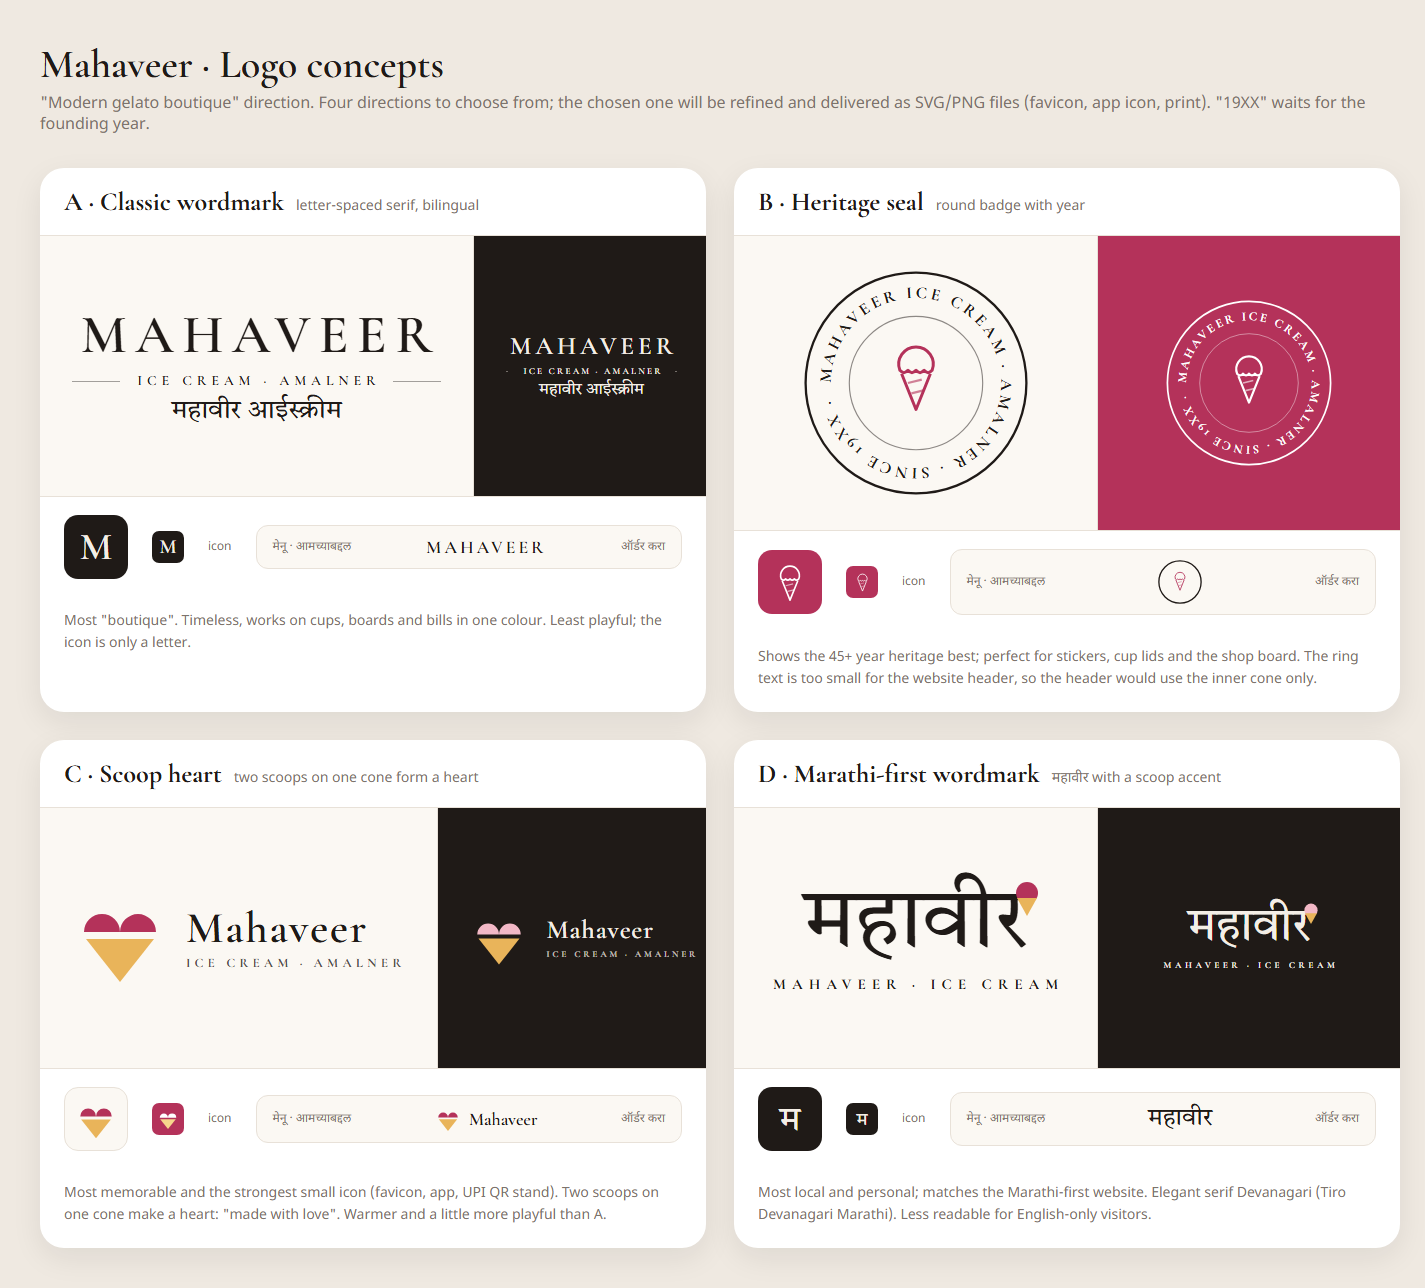 Mahaveer · Logo concepts
"Modern gelato boutique" direction. Four directions to choose from; the chosen one will be refined and delivered as SVG/PNG files (favicon, app icon, print). "19XX" waits for the
founding year.
A · Classic wordmark letter-spaced serif, bilingual
MAHAVEER
ICE CREAM · AMALNER
महावीर आईस्क्रीम
MAHAVEER
· ICE CREAM · AMALNER ·
महावीर आईस्क्रीम
M M icon मेनू · आमच्याबद्दल MAHAVEER ऑर्डर करा
Most "boutique". Timeless, works on cups, boards and bills in one colour. Least playful; the
icon is only a letter.
B · Heritage seal round badge with year
MAHAVEER ICE CREAM · AMALNER · SINCE 19XX ·
MAHAVEER ICE CREAM · AMALNER · SINCE 19XX ·
icon मेनू · आमच्याबद्दल ऑर्डर करा
Shows the 45+ year heritage best; perfect for stickers, cup lids and the shop board. The ring
text is too small for the website header, so the header would use the inner cone only.
C · Scoop heart two scoops on one cone form a heart
Mahaveer
ICE CREAM · AMALNER
Mahaveer
ICE CREAM · AMALNER
icon मेनू · आमच्याबद्दल Mahaveer ऑर्डर करा
Most memorable and the strongest small icon (favicon, app, UPI QR stand). Two scoops on
one cone make a heart: "made with love". Warmer and a little more playful than A.
D · Marathi-first wordmark महावीर with a scoop accent
महावीर
MAHAVEER · ICE CREAM
महावीर
MAHAVEER · ICE CREAM
म म icon मेनू · आमच्याबद्दल महावीर ऑर्डर करा
Most local and personal; matches the Marathi-first website. Elegant serif Devanagari (Tiro
Devanagari Marathi). Less readable for English-only visitors.